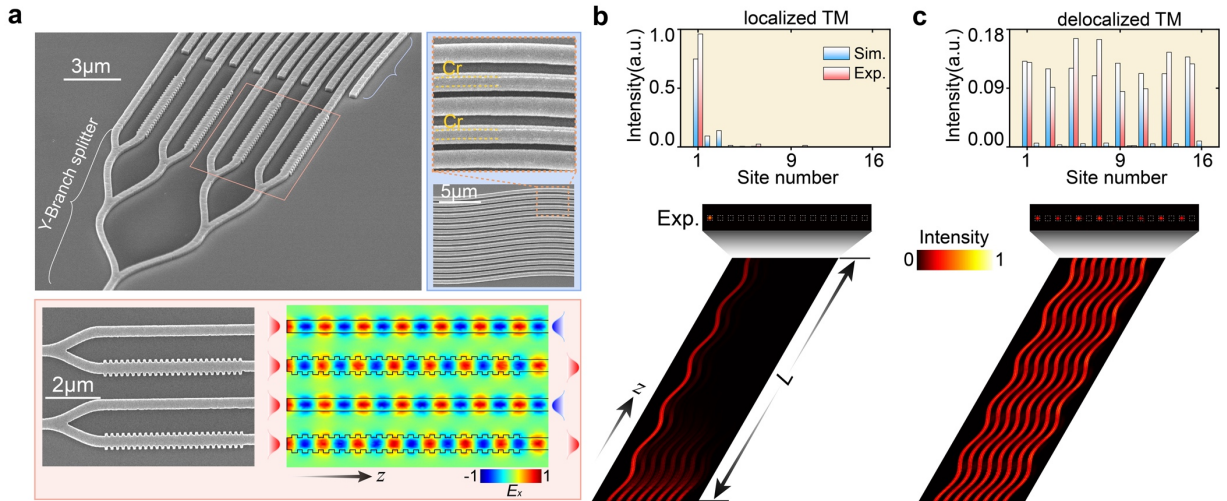 a
3μm
Y-Branch splitter
Cr
Cr
5μm
2μm
z
-1
1
Eₓ
b
localized TM
Intensity(a.u.)
1.0
0.5
0.0
Sim.
Exp.
1
9
16
Site number
Exp.
z
L
c
delocalized TM
Intensity(a.u.)
0.18
0.09
0.00
1
9
16
Site number
Intensity
0
1